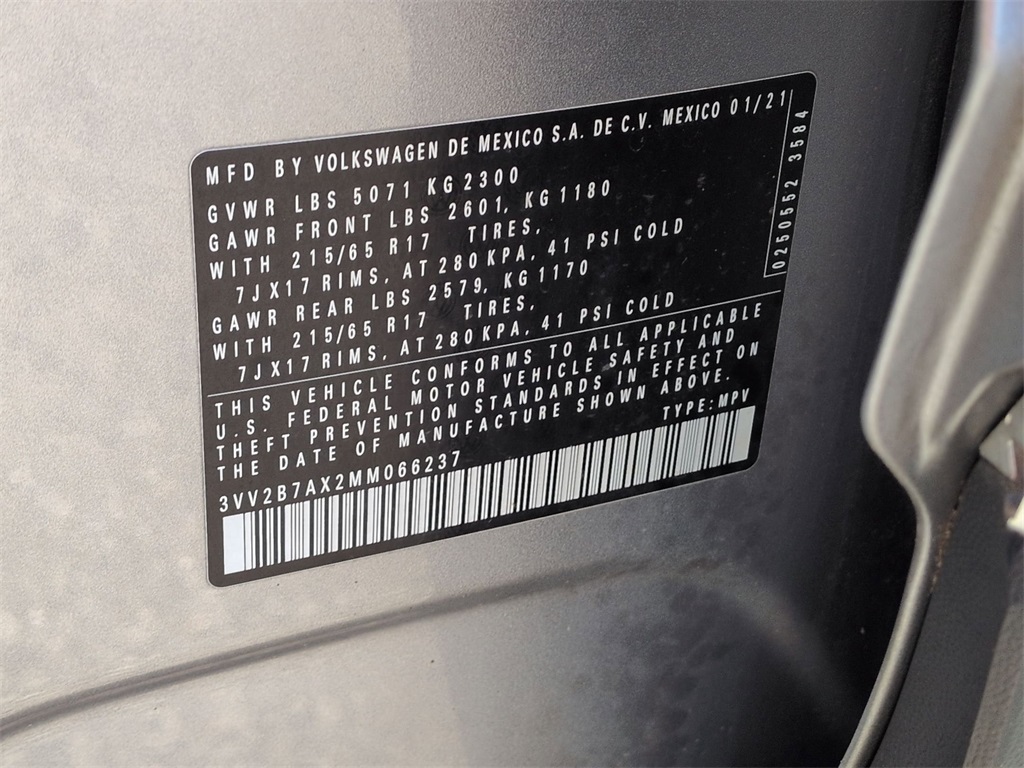 MFD BY VOLKSWAGEN DE MEXICO S.A. DE C.V. MEXICO 01/21
GVWR LBS 5071 KG 2300
GAWR FRONT LBS 2601, KG 1180
WITH 215/65 R17 TIRES,
7JX17 RIMS, AT 280 KPA, 41 PSI COLD
GAWR REAR LBS 2579, KG 1170
WITH 215/65 R17 TIRES,
7JX17 RIMS, AT 280 KPA, 41 PSI COLD
0250552 3584
THIS VEHICLE CONFORMS TO ALL APPLICABLE
U.S. FEDERAL MOTOR VEHICLE SAFETY AND
THEFT PREVENTION STANDARDS IN EFFECT ON
THE DATE OF MANUFACTURE SHOWN ABOVE.
TYPE: MPV
3VV2B7AX2MM066237